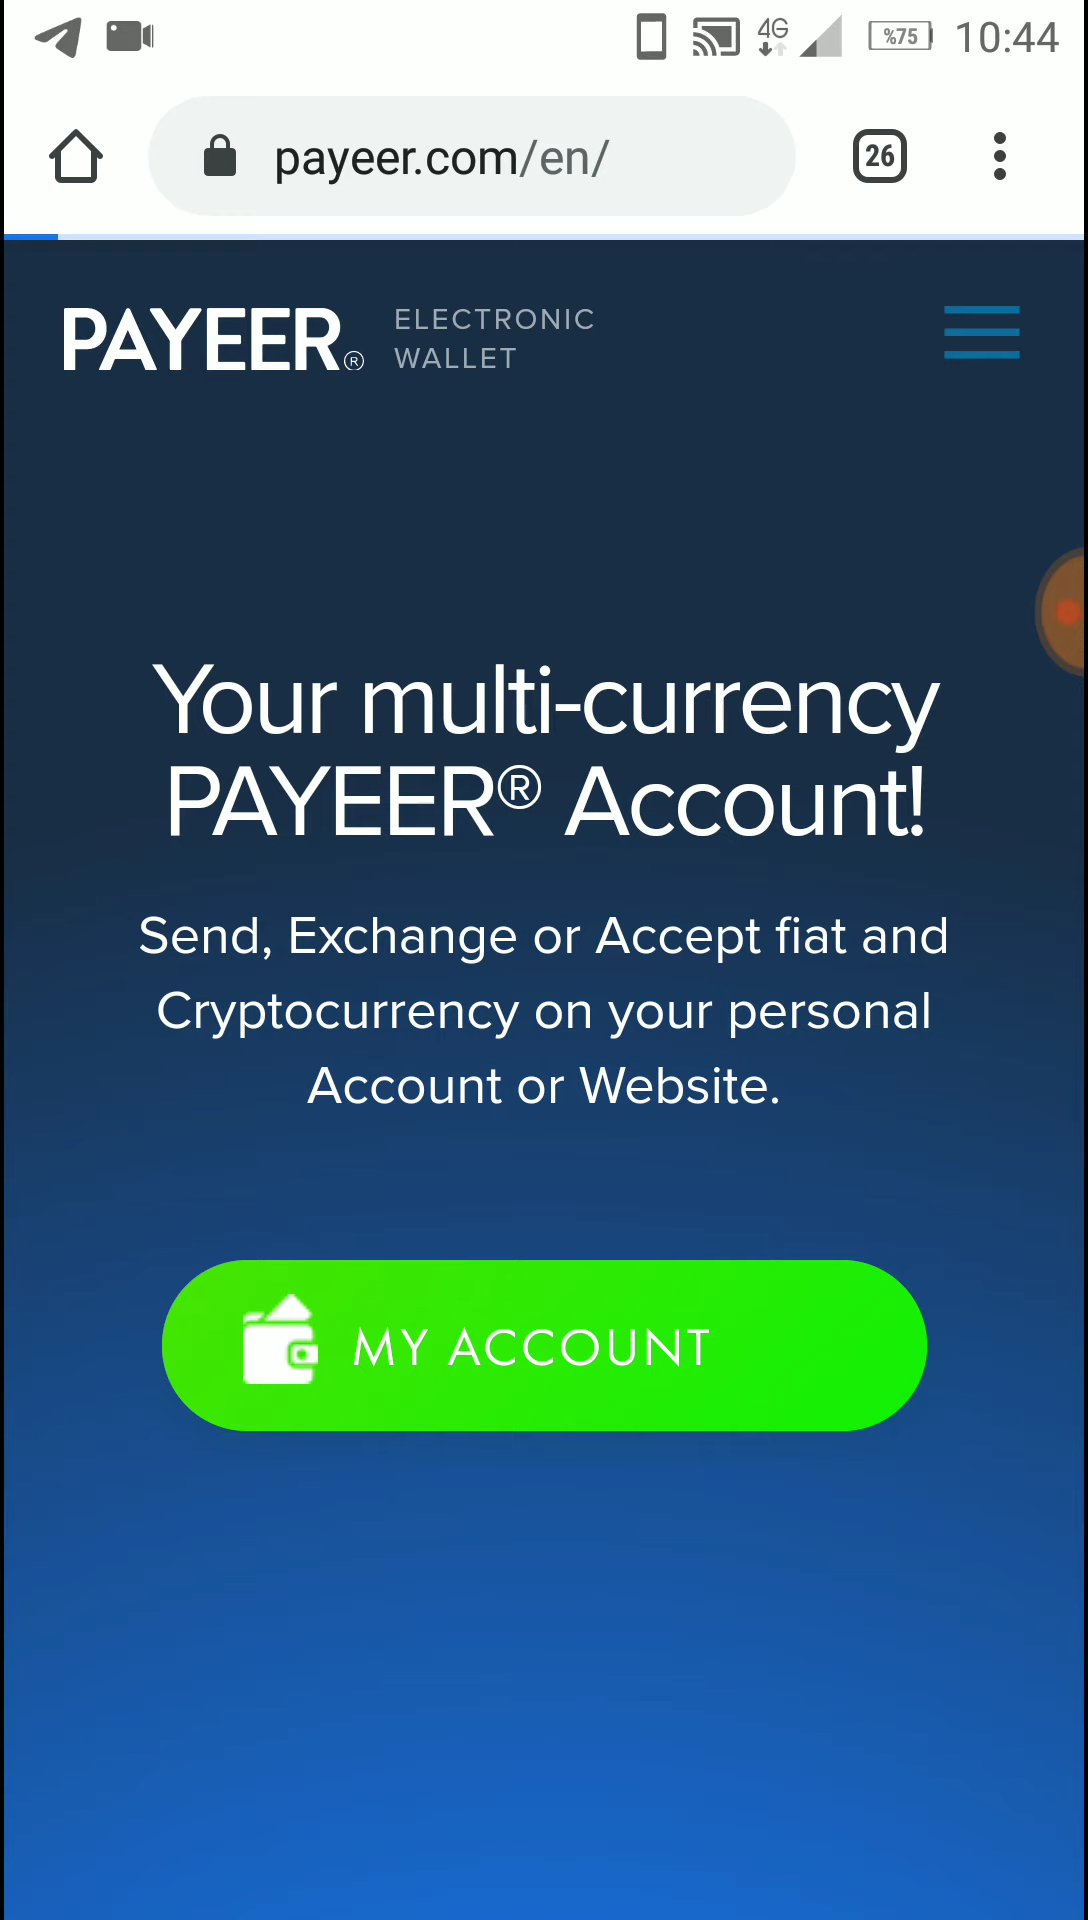 4G
%75
10:44
payeer.com/en/
26
PAYEER®
ELECTRONIC
WALLET
Your multi-currency
PAYEER® Account!
Send, Exchange or Accept fiat and
Cryptocurrency on your personal
Account or Website.
MY ACCOUNT